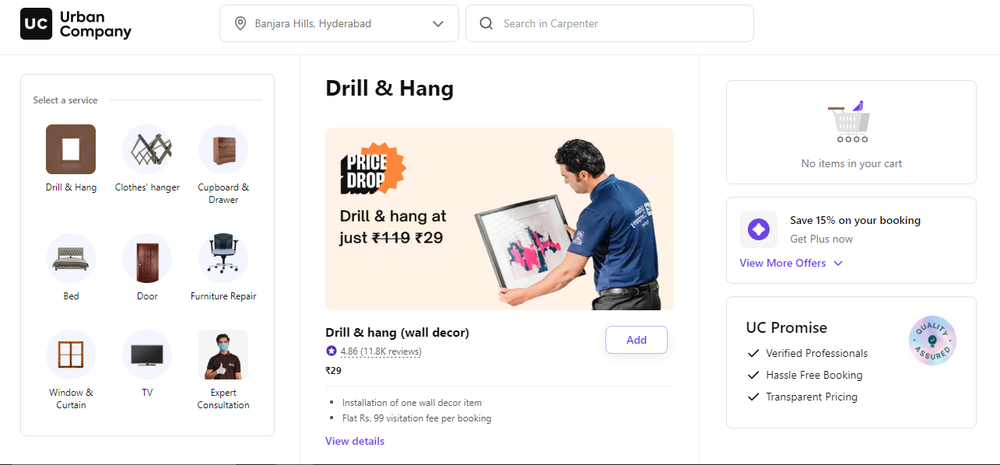 UC
Urban
Company
Banjara Hills, Hyderabad
Search in Carpenter
Select a service
Drill & Hang
Clothes' hanger
Cupboard &
Drawer
Bed
Door
Furniture Repair
Window &
Curtain
TV
Expert
Consultation
Drill & Hang
PRICE
DROP
Drill & hang at
just ₹119 ₹29
Urban
Company
Drill & hang (wall decor)
4.86 (11.8K reviews)
₹29
Add
Installation of one wall decor item
Flat Rs. 99 visitation fee per booking
View details
No items in your cart
Save 15% on your booking
Get Plus now
View More Offers
UC Promise
Verified Professionals
Hassle Free Booking
Transparent Pricing
QUALITY
ASSURED